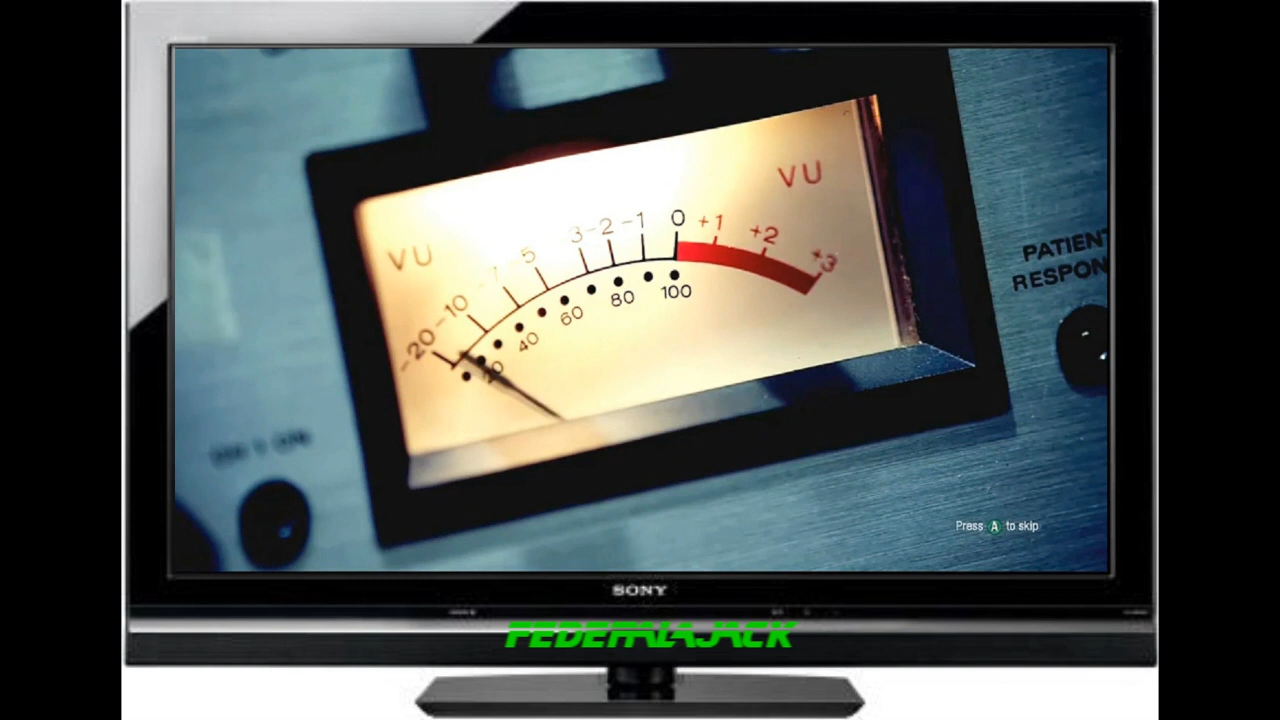 VU
VU
-20 -10 -7 5 3 -2 -1 0 +1 +2 +3
20 40 60 80 100
PATIENT
RESPON
Press A to skip
SONY
FEDERALJACK